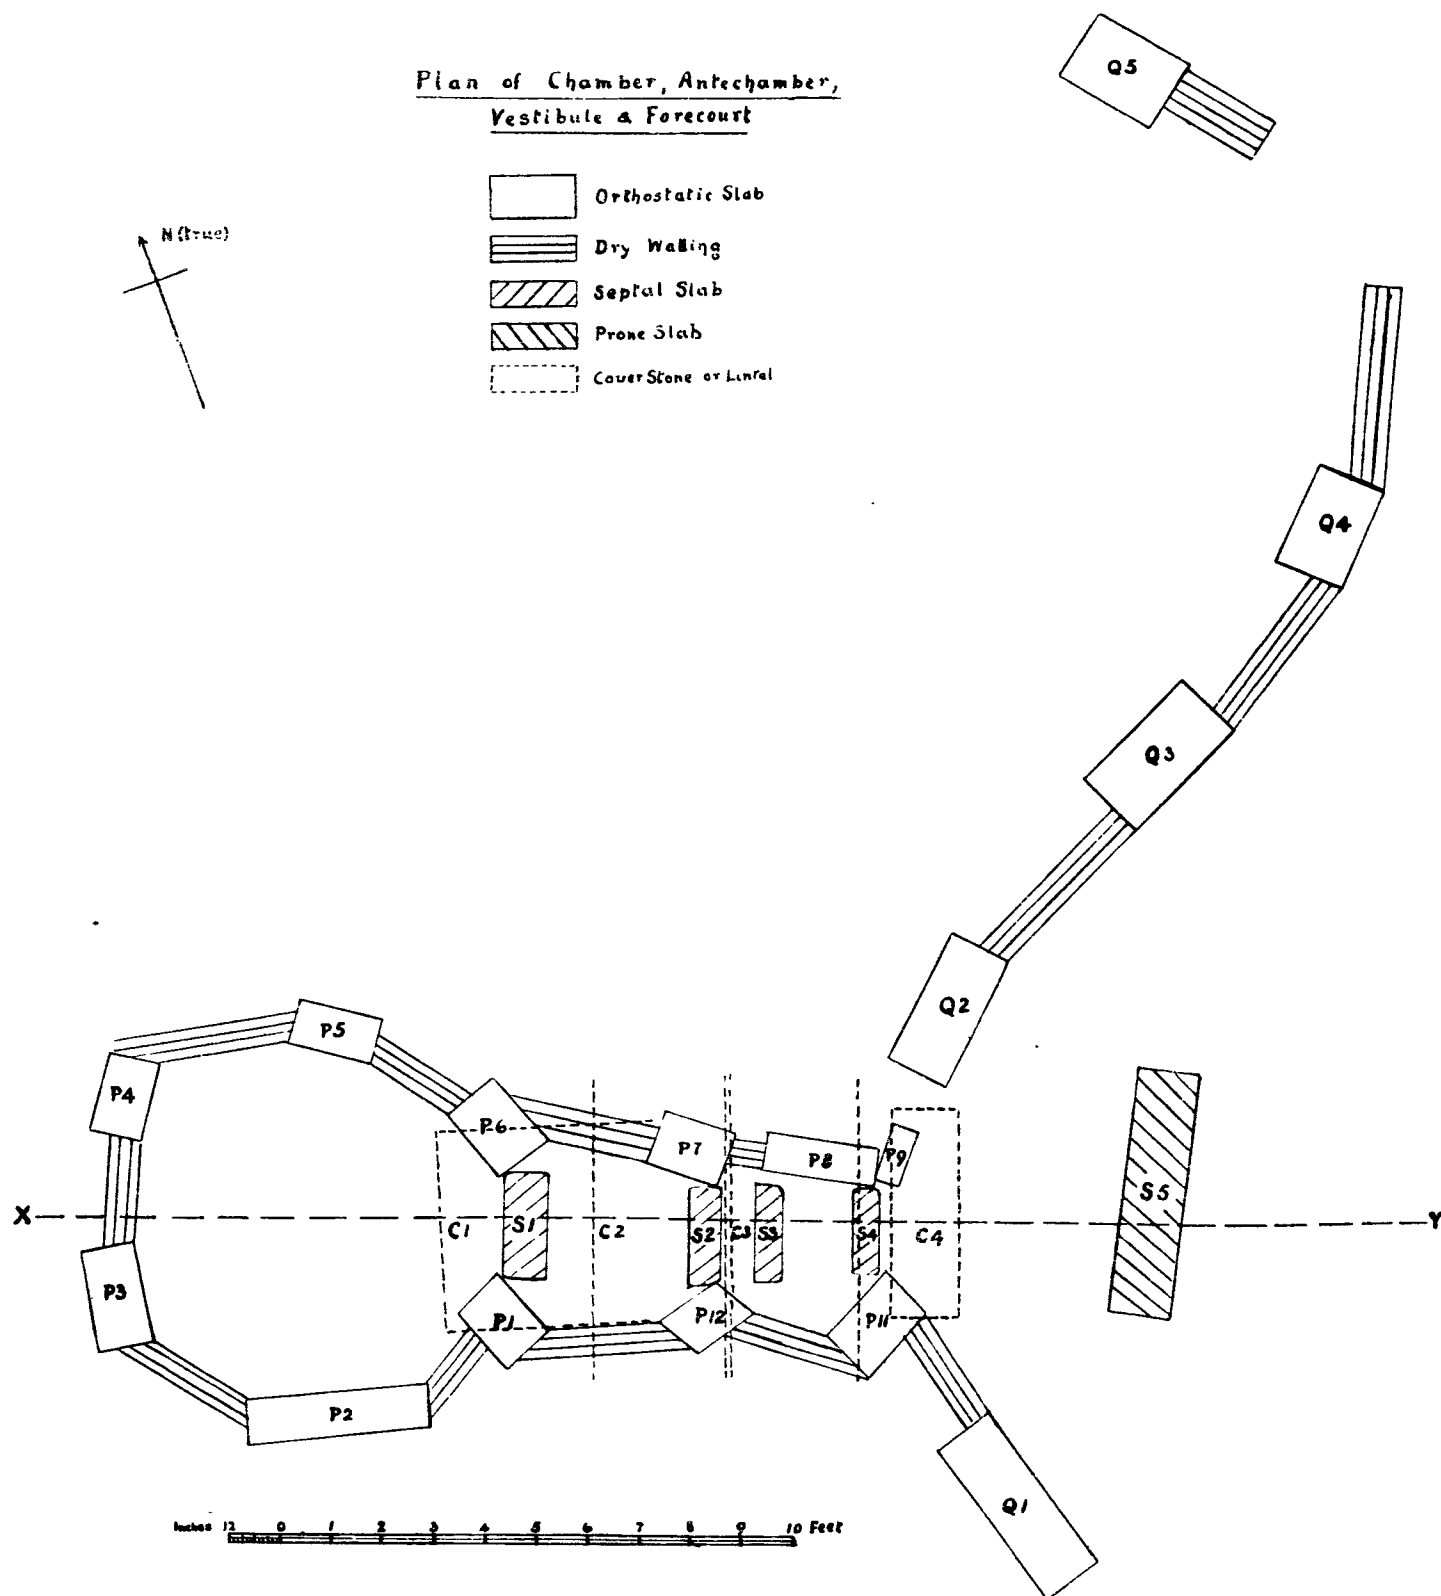 Plan of Chamber, Antechamber,
Vestibule & Forecourt
Orthostatic Slab
Dry Walling
Septal Slab
Prone Slab
Cover Stone or Lintel
N (true)
Q5
Q4
Q3
Q2
P5
P4
P6
P7
P8
P9
S5
X
C1
S1
C2
S2
C3
S3
S4
C4
Y
P3
P1
P12
P11
P2
Q1
Inches 12 0 1 2 3 4 5 6 7 8 9 10 Feet